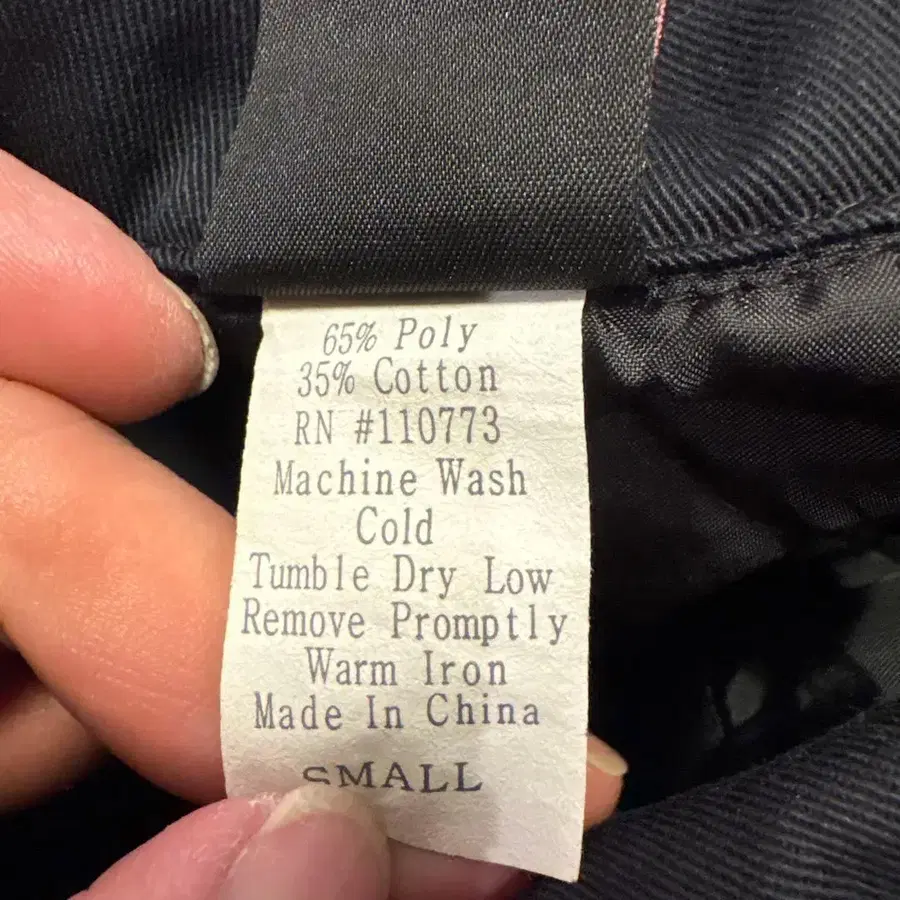 65% Poly
35% Cotton
RN #110773
Machine Wash
Cold
Tumble Dry Low
Remove Promptly
Warm Iron
Made In China
SMALL